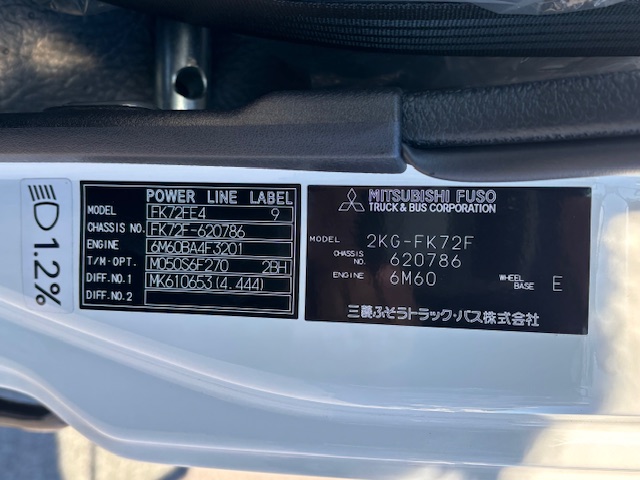 1.2%
POWER LINE LABEL
MODEL FK72FE4 9
CHASSIS NO. FK72F-620786
ENGINE 6M60BA4F3201
T/M-OPT. M050S6F270 2BH
DIFF.NO.1 MK610653(4.444)
DIFF.NO.2
MITSUBISHI FUSO
TRUCK & BUS CORPORATION
MODEL 2KG-FK72F
CHASSIS NO. 620786
ENGINE 6M60 WHEEL BASE E
三菱ふそうトラック・バス株式会社